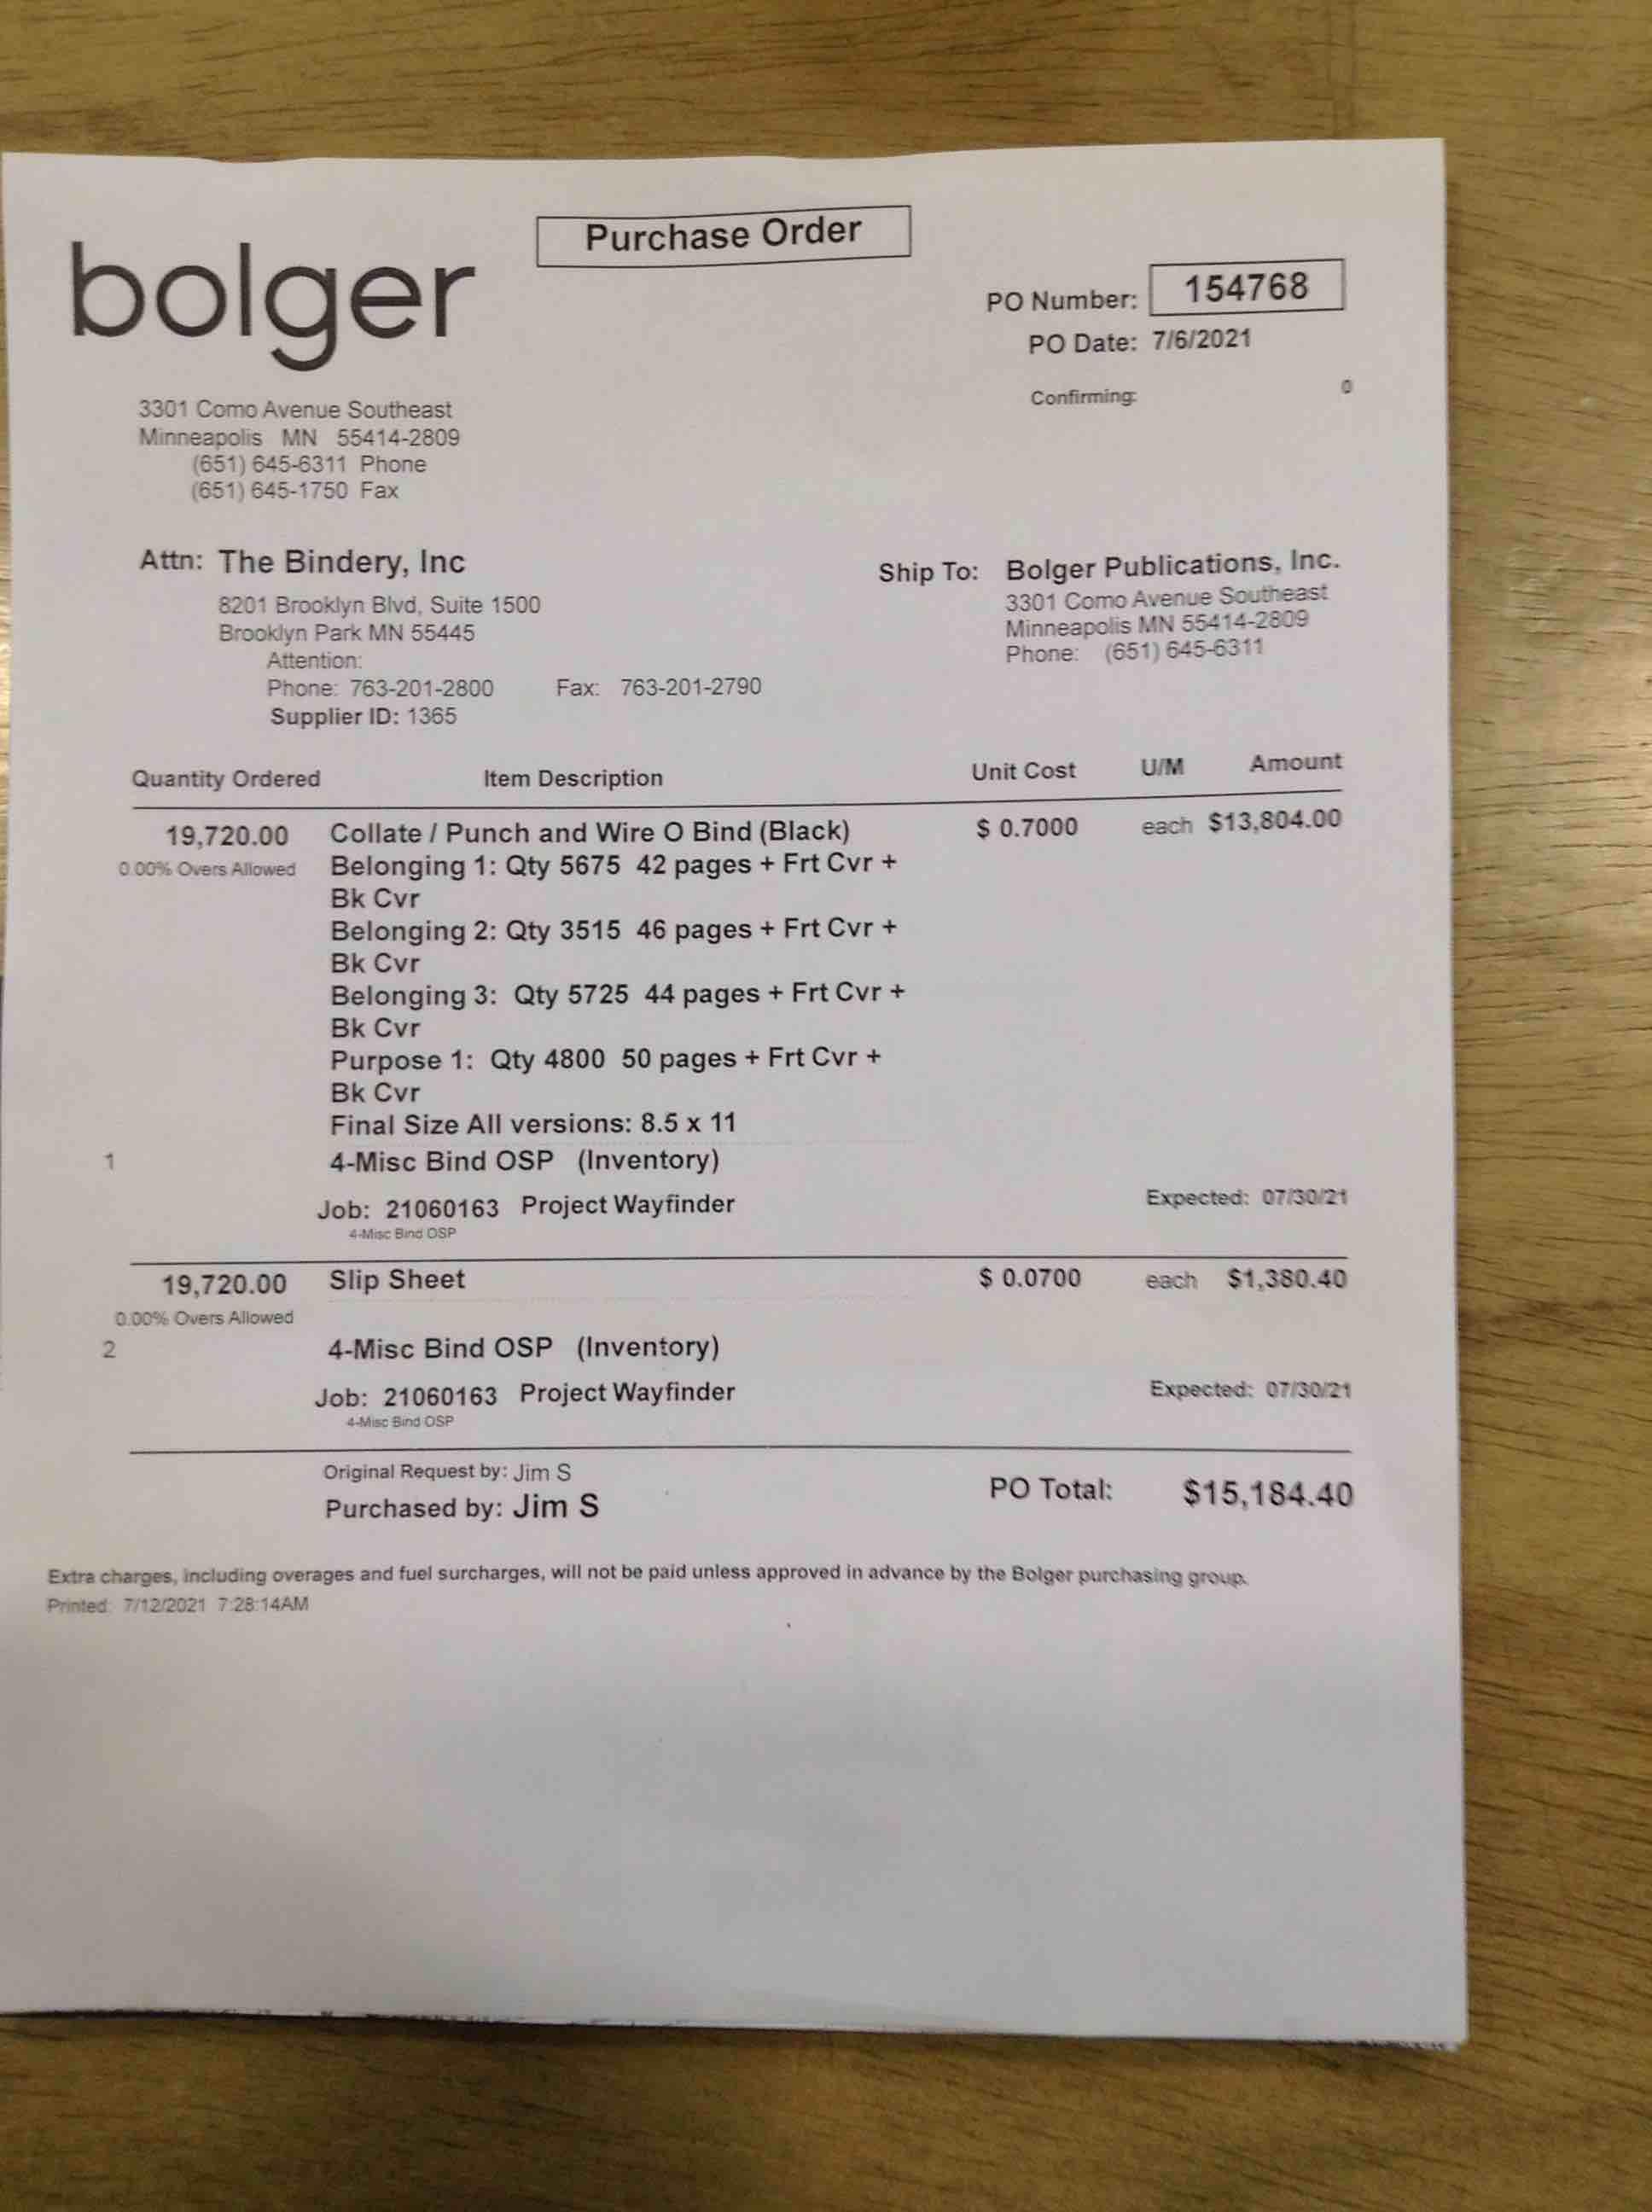 Purchase Order
bolger
PO Number: 154768
PO Date: 7/6/2021
Confirming: 0
3301 Como Avenue Southeast
Minneapolis MN 55414-2809
(651) 645-6311 Phone
(651) 645-1750 Fax
Attn: The Bindery, Inc
8201 Brooklyn Blvd, Suite 1500
Brooklyn Park MN 55445
Attention:
Phone: 763-201-2800 Fax: 763-201-2790
Supplier ID: 1365
Ship To: Bolger Publications, Inc.
3301 Como Avenue Southeast
Minneapolis MN 55414-2809
Phone: (651) 645-6311
Quantity Ordered Item Description Unit Cost U/M Amount
19,720.00 Collate / Punch and Wire O Bind (Black) $ 0.7000 each $13,804.00
0.00% Overs Allowed Belonging 1: Qty 5675 42 pages + Frt Cvr +
Bk Cvr
Belonging 2: Qty 3515 46 pages + Frt Cvr +
Bk Cvr
Belonging 3: Qty 5725 44 pages + Frt Cvr +
Bk Cvr
Purpose 1: Qty 4800 50 pages + Frt Cvr +
Bk Cvr
Final Size All versions: 8.5 x 11
1 4-Misc Bind OSP (Inventory)
Job: 21060163 Project Wayfinder Expected: 07/30/21
4-Misc Bind OSP
19,720.00 Slip Sheet $ 0.0700 each $1,380.40
0.00% Overs Allowed
2 4-Misc Bind OSP (Inventory)
Job: 21060163 Project Wayfinder Expected: 07/30/21
4-Misc Bind OSP
Original Request by: Jim S
Purchased by: Jim S
PO Total: $15,184.40
Extra charges, including overages and fuel surcharges, will not be paid unless approved in advance by the Bolger purchasing group.
Printed: 7/12/2021 7:28:14AM